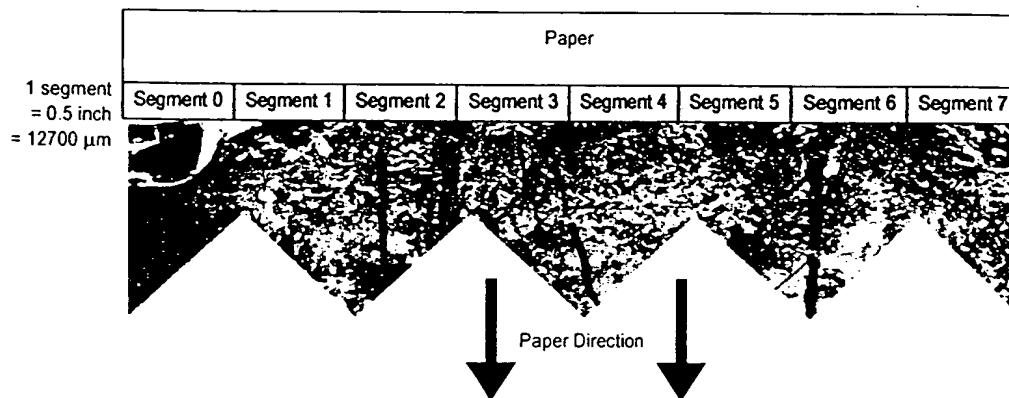 Paper
1 segment
= 0.5 inch
= 12700 µm
Segment 0 Segment 1 Segment 2 Segment 3 Segment 4 Segment 5 Segment 6 Segment 7
Paper Direction